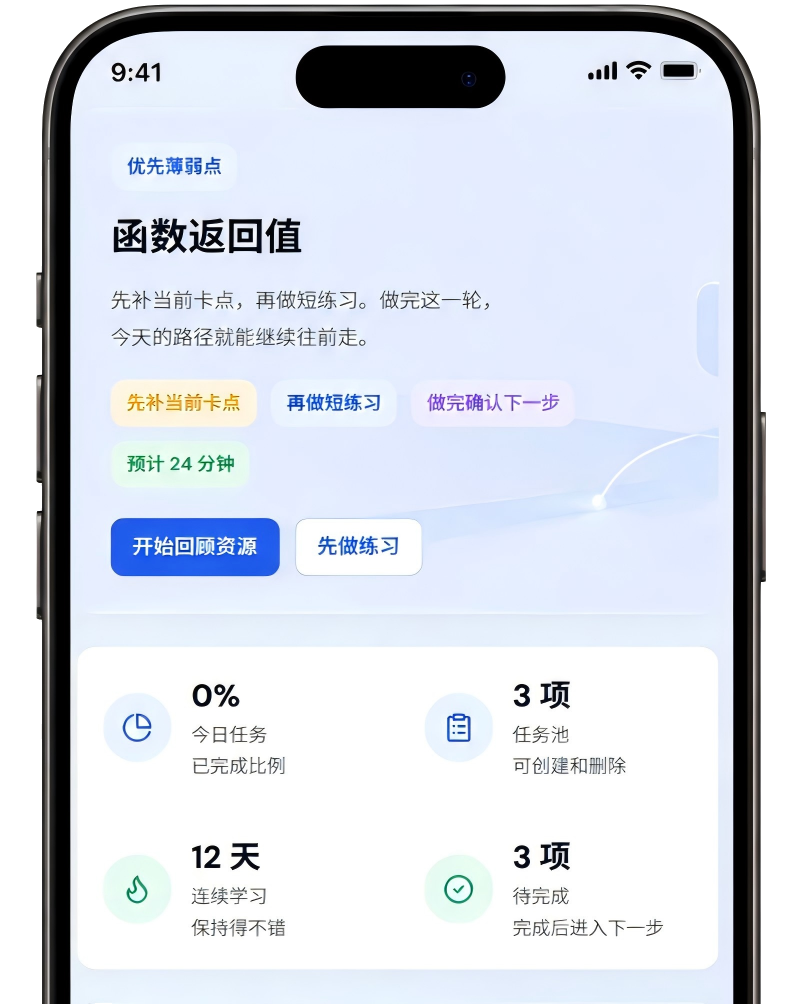 9:41
优先薄弱点
函数返回值
先补当前卡点，再做短练习。做完这一轮，
今天的路径就能继续往前走。
先补当前卡点 再做短练习 做完确认下一步
预计 24 分钟
开始回顾资源 先做练习
0%
今日任务
已完成比例
3 项
任务池
可创建和删除
12 天
连续学习
保持得不错
3 项
待完成
完成后进入下一步